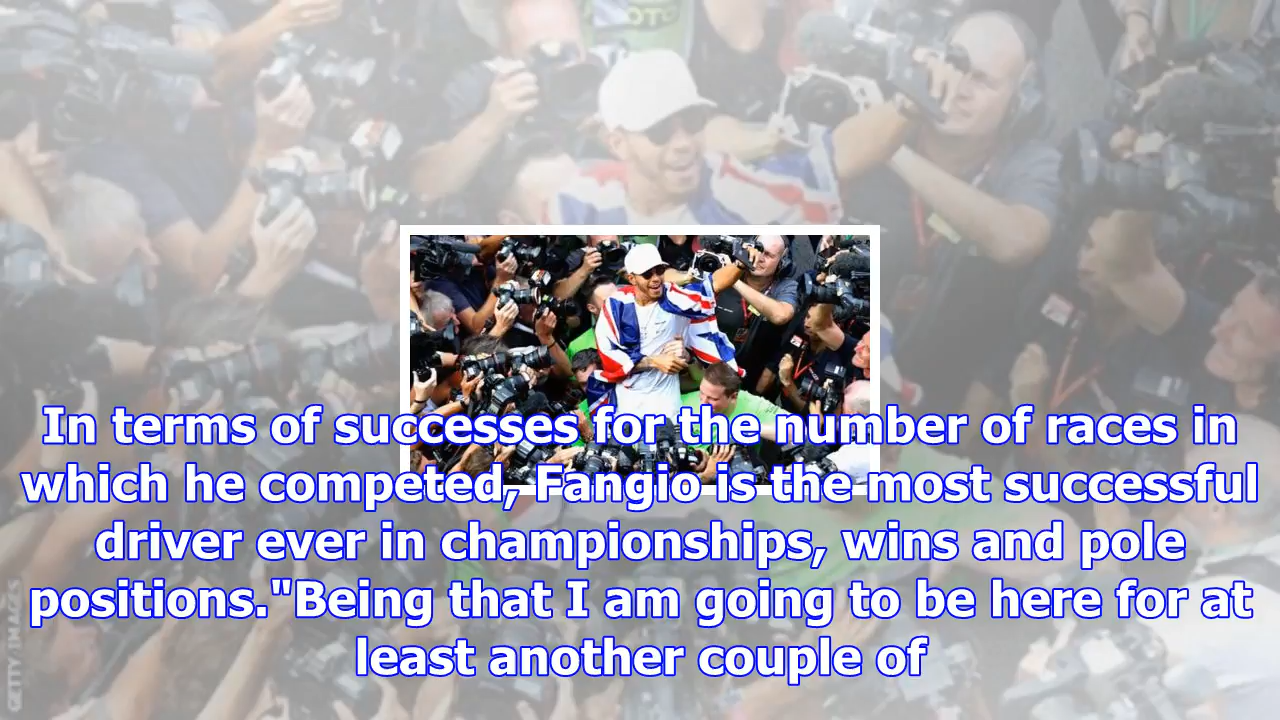 In terms of successes for the number of races in
which he competed, Fangio is the most successful
driver ever in championships, wins and pole
positions."Being that I am going to be here for at
least another couple of
GETTY IMAGES